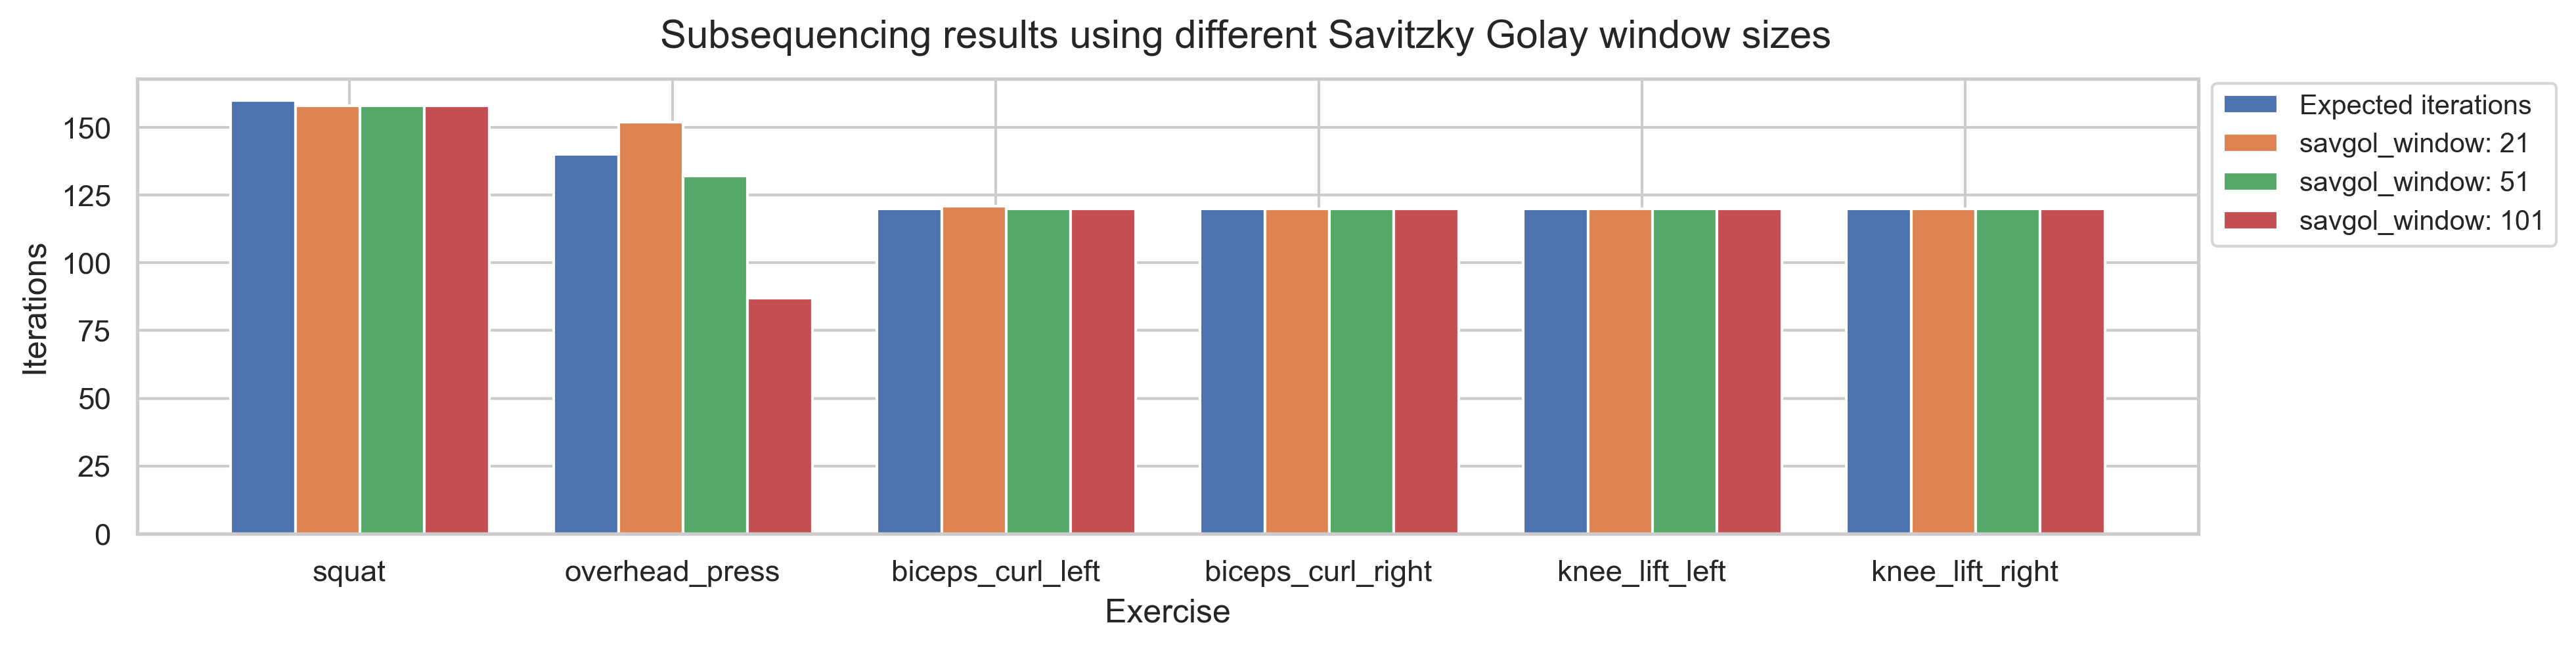 Subsequencing results using different Savitzky Golay window sizes
Iterations
150
125
100
75
50
25
0
squat
overhead_press
biceps_curl_left
biceps_curl_right
knee_lift_left
knee_lift_right
Exercise
Expected iterations
savgol_window: 21
savgol_window: 51
savgol_window: 101